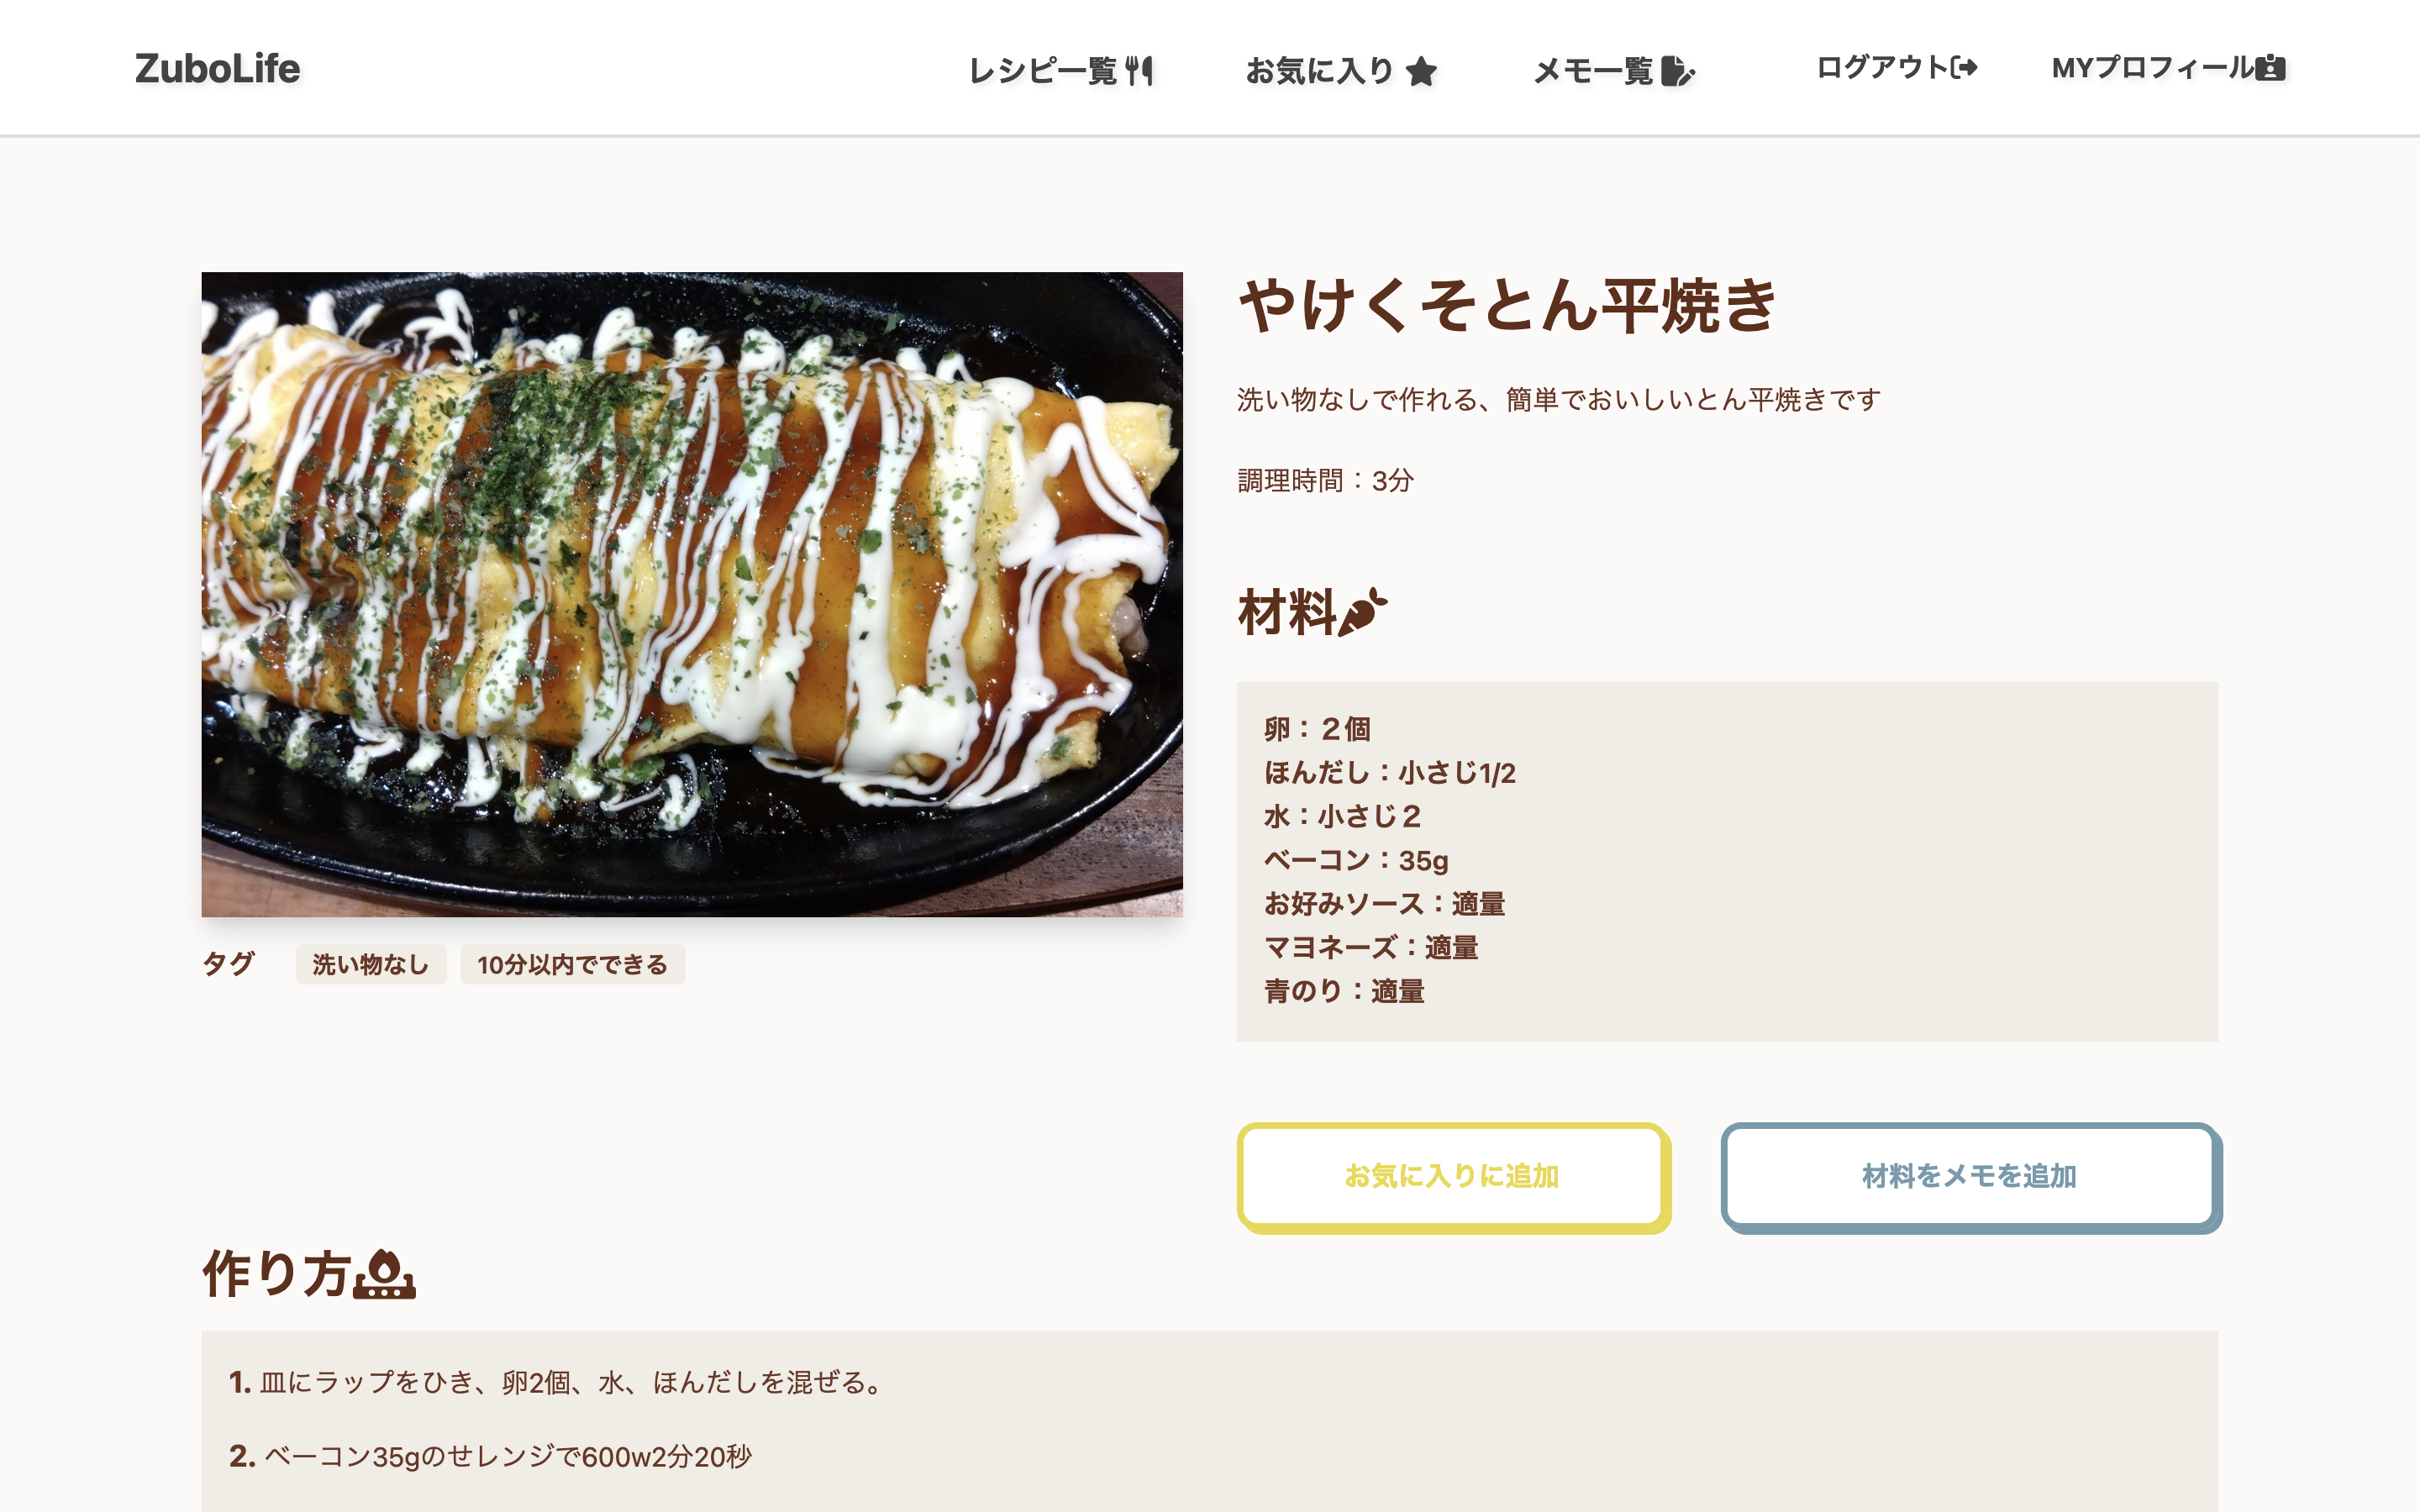 ZuboLife
レシピ一覧
お気に入り
メモ一覧
ログアウト
MYプロフィール
やけくそとん平焼き
洗い物なしで作れる、簡単でおいしいとん平焼きです
調理時間：3分
材料
卵：２個
ほんだし：小さじ1/2
水：小さじ２
ベーコン：35g
お好みソース：適量
マヨネーズ：適量
青のり：適量
タグ 洗い物なし 10分以内でできる
お気に入りに追加
材料をメモを追加
作り方
1. 皿にラップをひき、卵2個、水、ほんだしを混ぜる。
2. ベーコン35gのせレンジで600w2分20秒